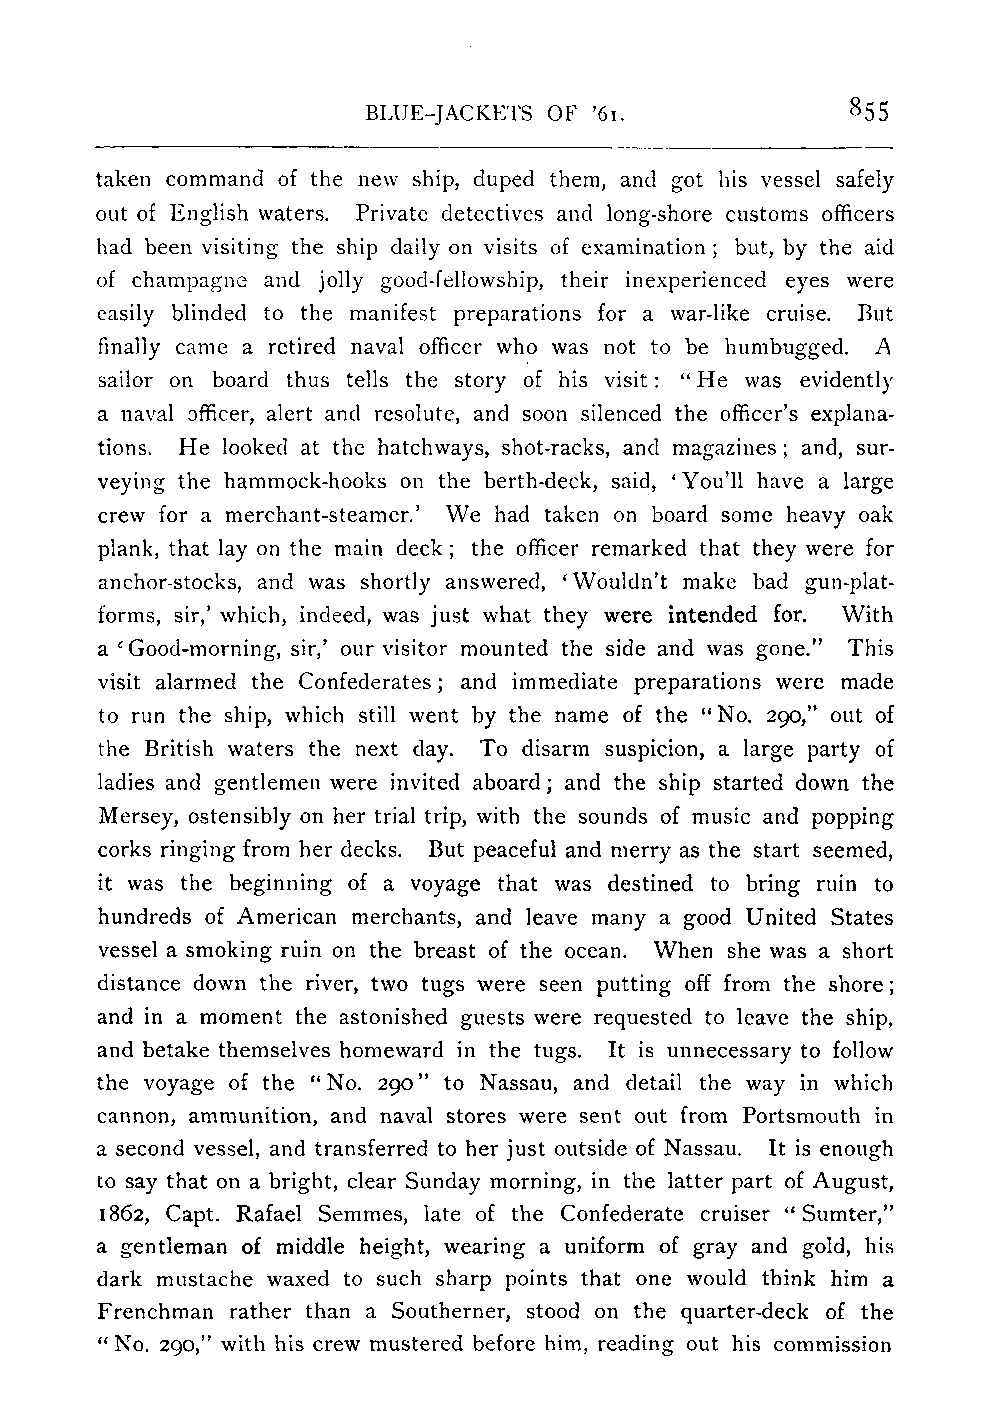 BLUE-JACKETS OF '61. 855
taken command of the new ship, duped them, and got his vessel safely
out of English waters. Private detectives and long-shore customs officers
had been visiting the ship daily on visits of examination; but, by the aid
of champagne and jolly good-fellowship, their inexperienced eyes were
easily blinded to the manifest preparations for a war-like cruise. But
finally came a retired naval officer who was not to be humbugged. A
sailor on board thus tells the story of his visit: "He was evidently
a naval officer, alert and resolute, and soon silenced the officer's explana-
tions. He looked at the hatchways, shot-racks, and magazines; and, sur-
veying the hammock-hooks on the berth-deck, said, 'You'll have a large
crew for a merchant-steamer.' We had taken on board some heavy oak
plank, that lay on the main deck; the officer remarked that they were for
anchor-stocks, and was shortly answered, 'Wouldn't make bad gun-plat-
forms, sir,' which, indeed, was just what they were intended for. With
a 'Good-morning, sir,' our visitor mounted the side and was gone." This
visit alarmed the Confederates; and immediate preparations were made
to run the ship, which still went by the name of the "No. 290," out of
the British waters the next day. To disarm suspicion, a large party of
ladies and gentlemen were invited aboard; and the ship started down the
Mersey, ostensibly on her trial trip, with the sounds of music and popping
corks ringing from her decks. But peaceful and merry as the start seemed,
it was the beginning of a voyage that was destined to bring ruin to
hundreds of American merchants, and leave many a good United States
vessel a smoking ruin on the breast of the ocean. When she was a short
distance down the river, two tugs were seen putting off from the shore;
and in a moment the astonished guests were requested to leave the ship,
and betake themselves homeward in the tugs. It is unnecessary to follow
the voyage of the "No. 290" to Nassau, and detail the way in which
cannon, ammunition, and naval stores were sent out from Portsmouth in
a second vessel, and transferred to her just outside of Nassau. It is enough
to say that on a bright, clear Sunday morning, in the latter part of August,
1862, Capt. Rafael Semmes, late of the Confederate cruiser "Sumter,"
a gentleman of middle height, wearing a uniform of gray and gold, his
dark mustache waxed to such sharp points that one would think him a
Frenchman rather than a Southerner, stood on the quarter-deck of the
"No. 290," with his crew mustered before him, reading out his commission